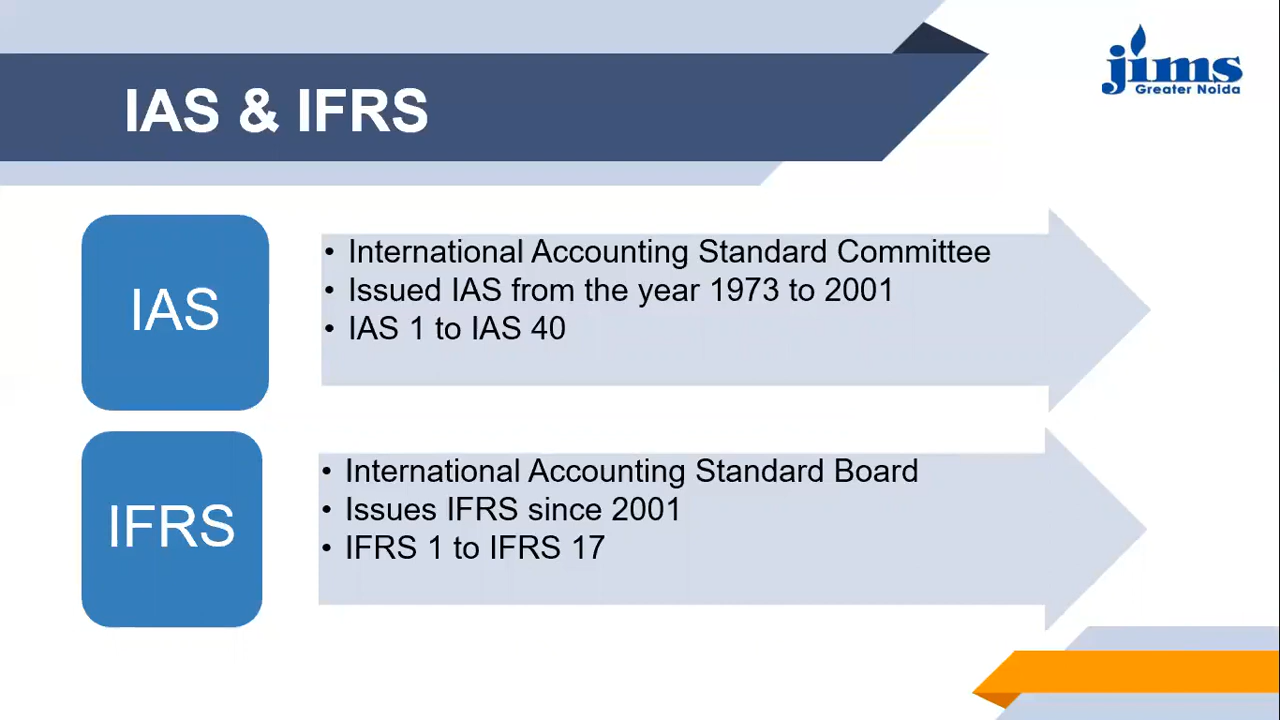 IAS & IFRS
jims
Greater Noida
IAS
• International Accounting Standard Committee
• Issued IAS from the year 1973 to 2001
• IAS 1 to IAS 40
IFRS
• International Accounting Standard Board
• Issues IFRS since 2001
• IFRS 1 to IFRS 17